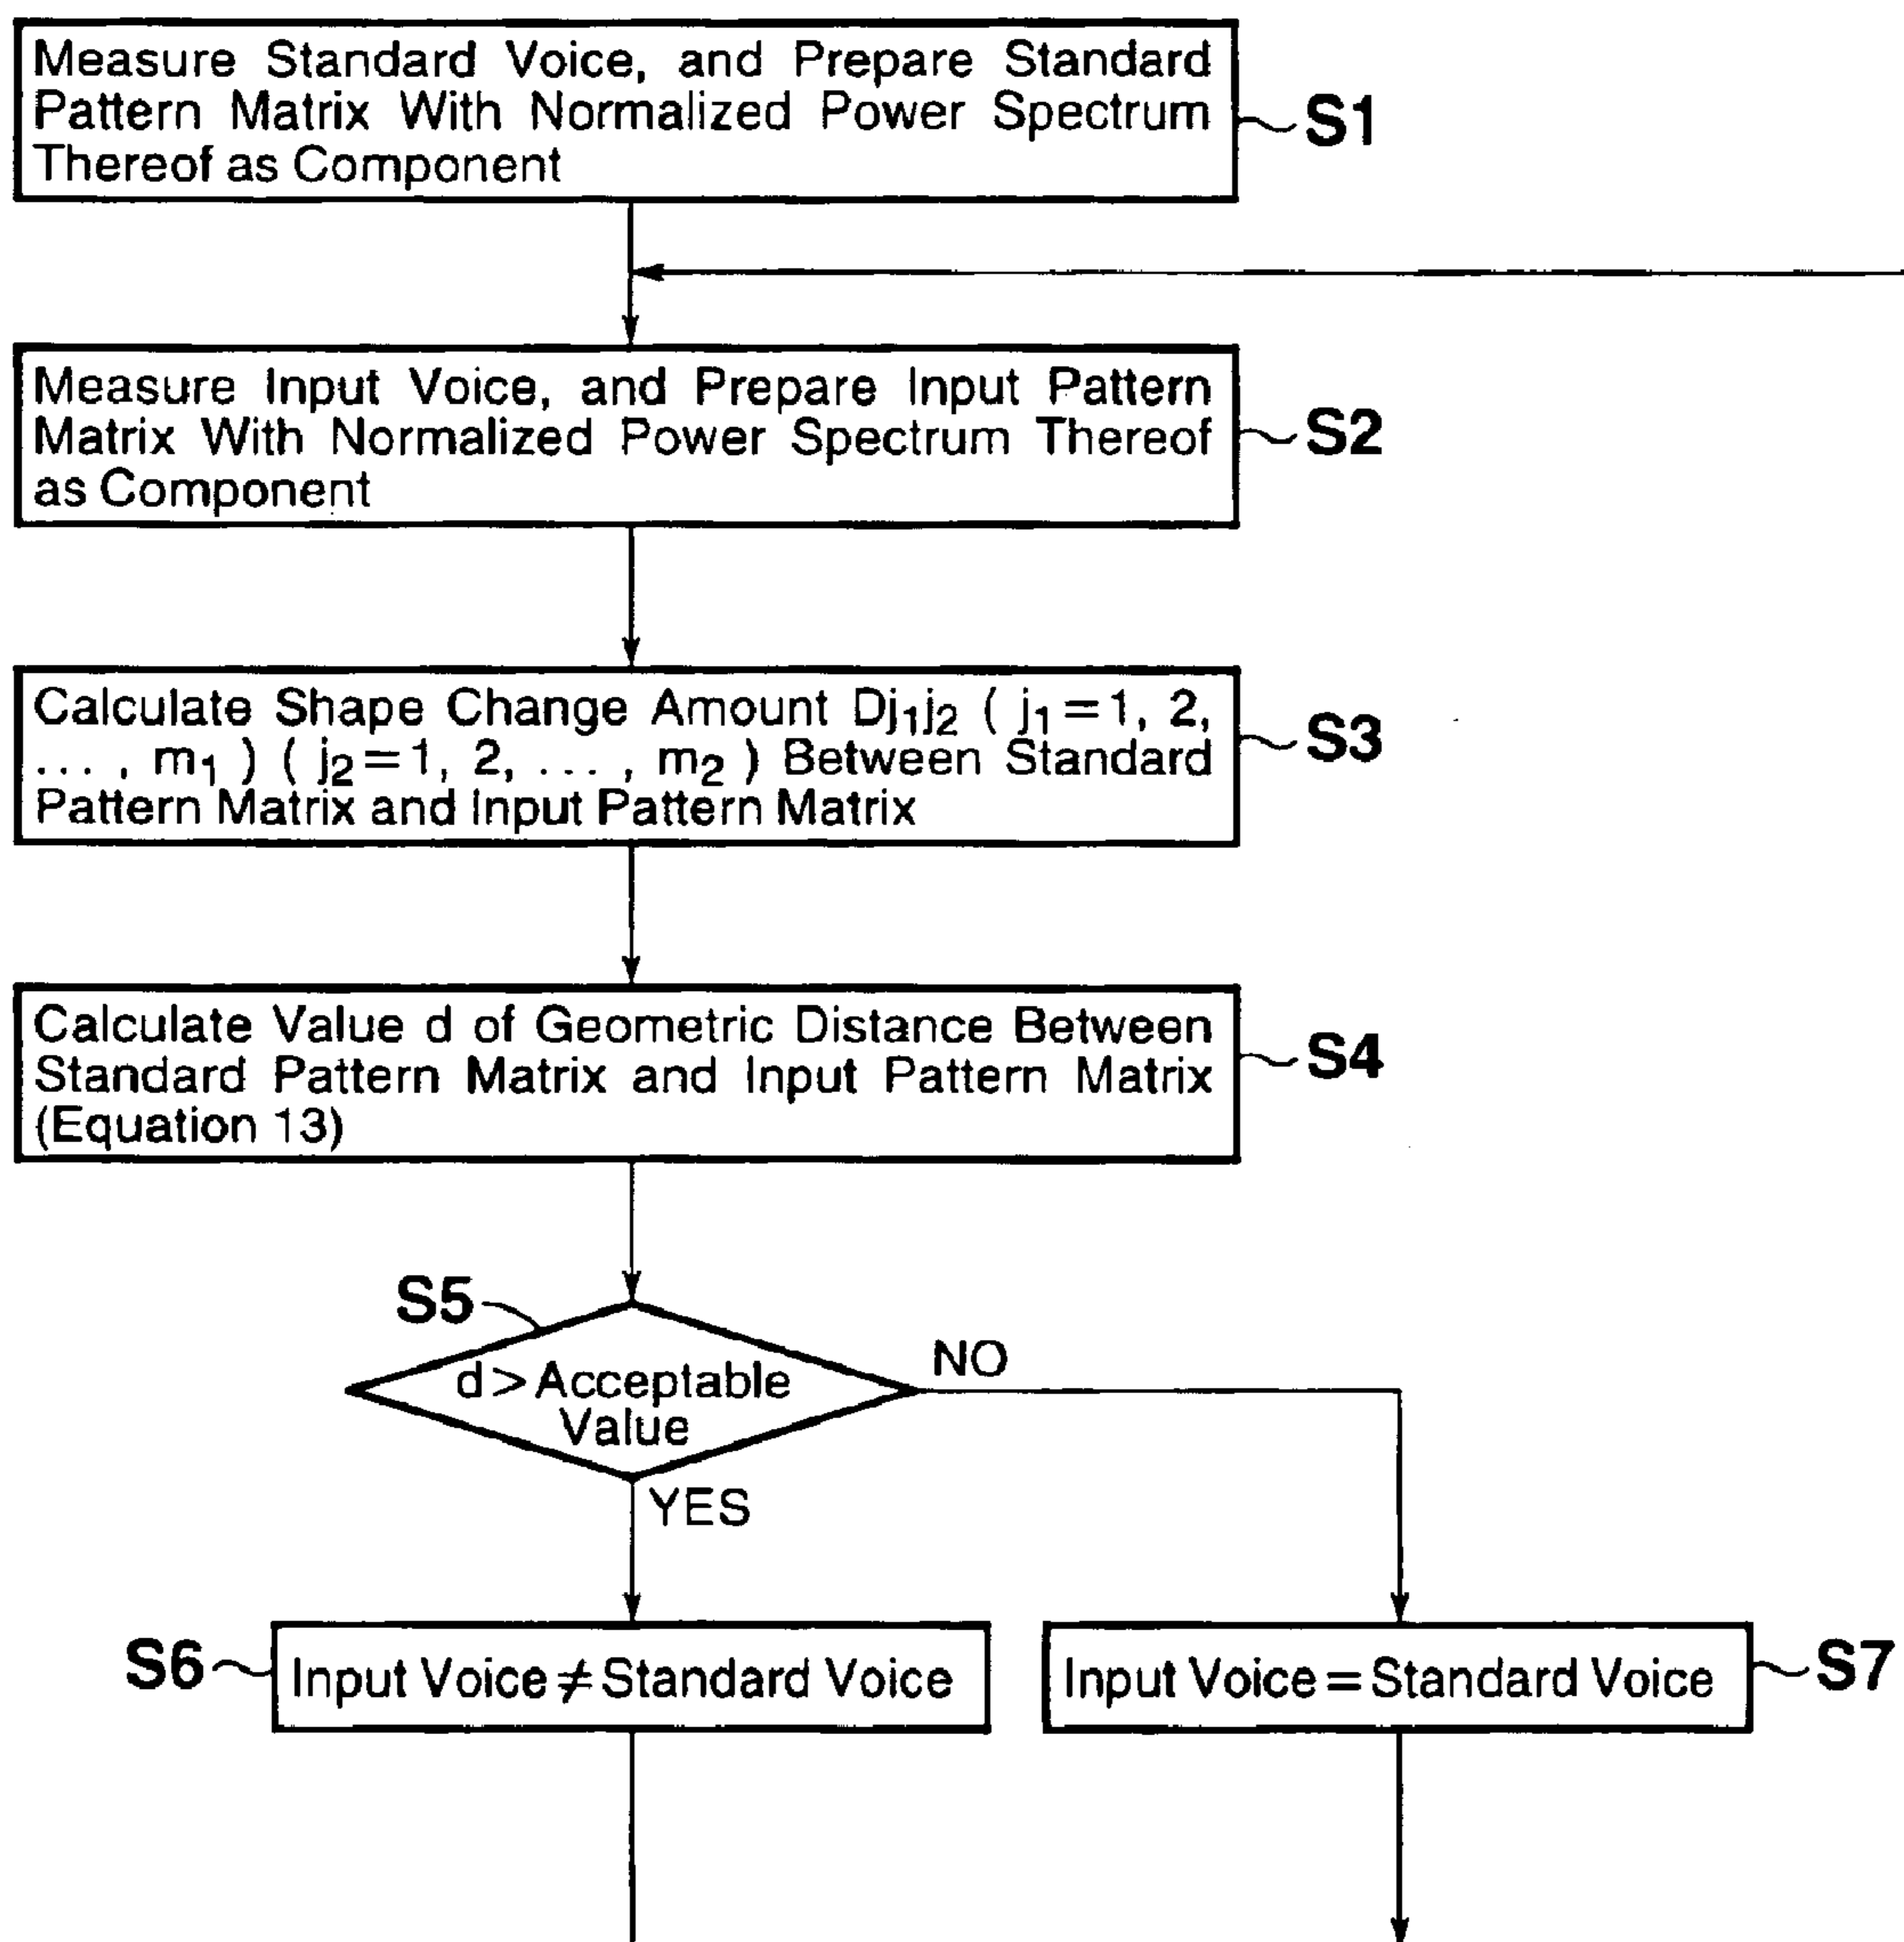 Measure Standard Voice, and Prepare Standard
Pattern Matrix With Normalized Power Spectrum
Thereof as Component
S1
Measure Input Voice, and Prepare Input Pattern
Matrix With Normalized Power Spectrum Thereof
as Component
S2
Calculate Shape Change Amount Dj₁j₂ ( j₁=1, 2,
... , m₁ ) ( j₂=1, 2, ... , m₂ ) Between Standard
Pattern Matrix and Input Pattern Matrix
S3
Calculate Value d of Geometric Distance Between
Standard Pattern Matrix and Input Pattern Matrix
(Equation 13)
S4
S5
d > Acceptable
Value
NO
YES
S6
Input Voice ≠ Standard Voice
Input Voice = Standard Voice
S7